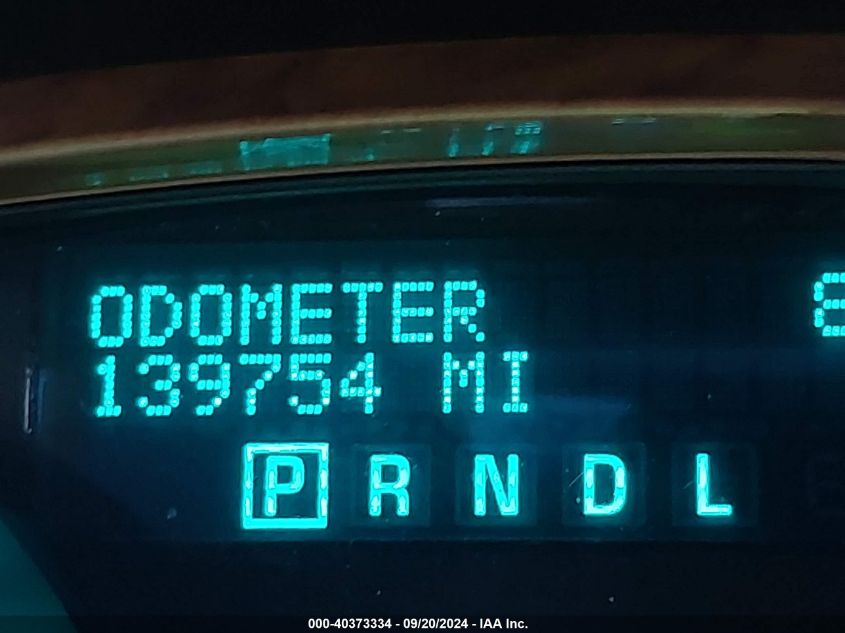 ODOMETER
139754 MI
P R N D L
000-40373334 - 09/20/2024 - IAA Inc.